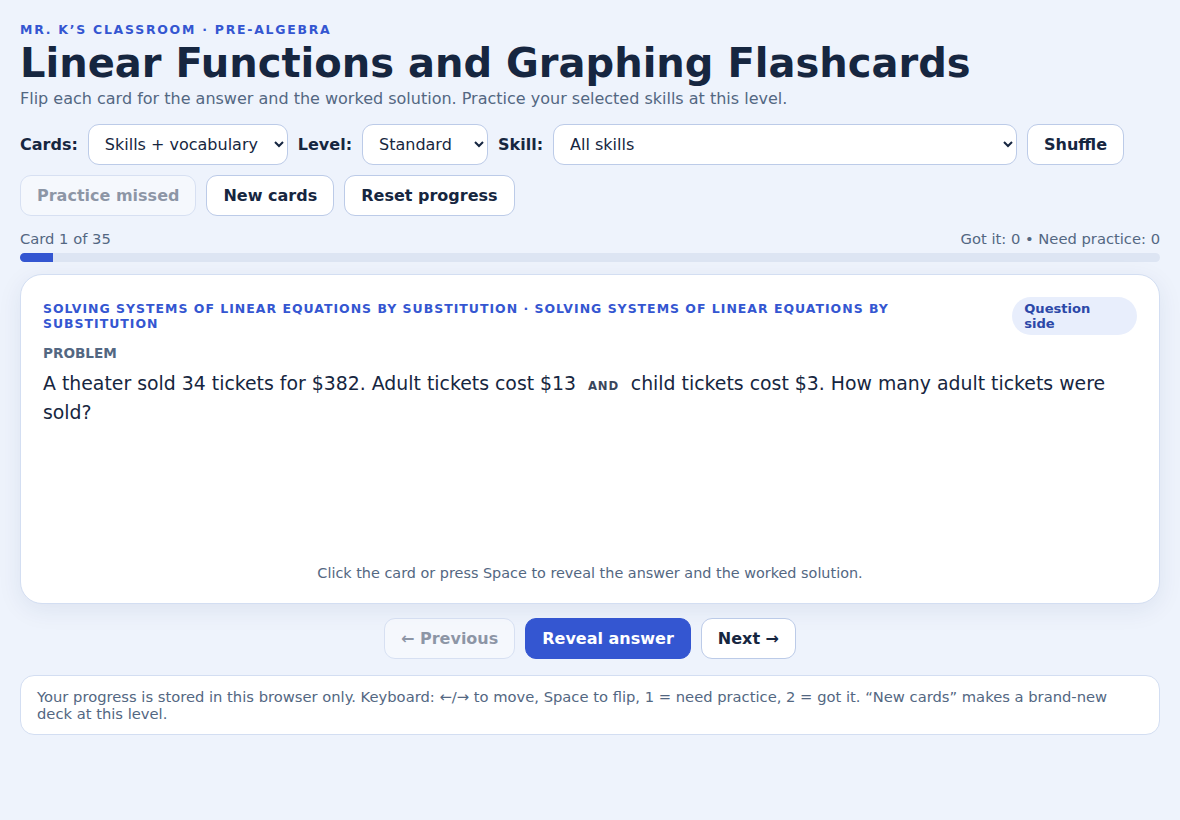 MR. K’S CLASSROOM · PRE-ALGEBRA
Linear Functions and Graphing Flashcards
Flip each card for the answer and the worked solution. Practice your selected skills at this level.
Cards: Skills + vocabulary Level: Standard Skill: All skills Shuffle
Practice missed New cards Reset progress
Card 1 of 35 Got it: 0 • Need practice: 0
SOLVING SYSTEMS OF LINEAR EQUATIONS BY SUBSTITUTION · SOLVING SYSTEMS OF LINEAR EQUATIONS BY
SUBSTITUTION
Question
side
PROBLEM
A theater sold 34 tickets for $382. Adult tickets cost $13 AND child tickets cost $3. How many adult tickets were
sold?
Click the card or press Space to reveal the answer and the worked solution.
← Previous Reveal answer Next →
Your progress is stored in this browser only. Keyboard: ←/→ to move, Space to flip, 1 = need practice, 2 = got it. “New cards” makes a brand-new
deck at this level.